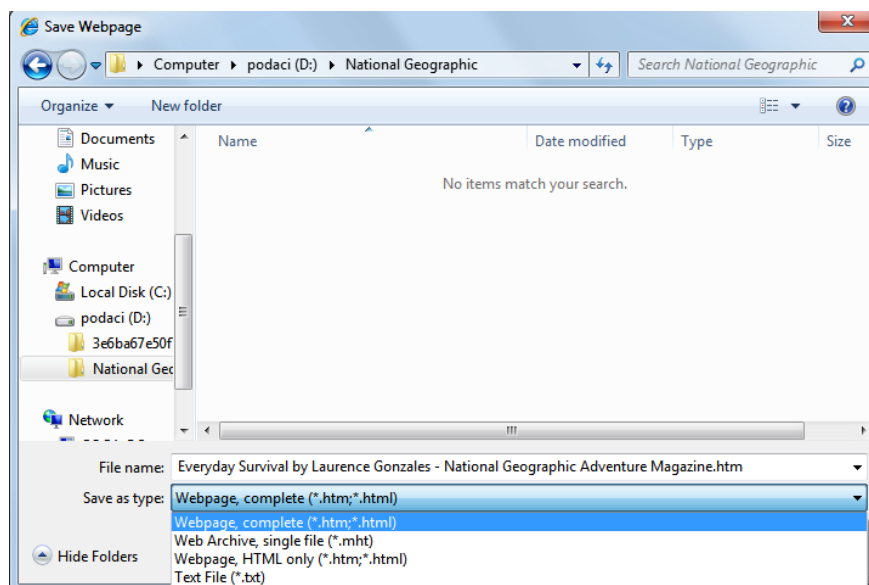 Save Webpage
Computer podaci (D:) National Geographic Search National Geographic
Organize New folder
Name Date modified Type Size
No items match your search.
Documents
Music
Pictures
Videos
Computer
Local Disk (C:)
podaci (D:)
3e6ba67e50f
National Geo
Network
File name: Everyday Survival by Laurence Gonzales - National Geographic Adventure Magazine.htm
Save as type: Webpage, complete (*.htm;*.html)
Webpage, complete (*.htm;*.html)
Web Archive, single file (*.mht)
Webpage, HTML only (*.htm;*.html)
Text File (*.txt)
Hide Folders